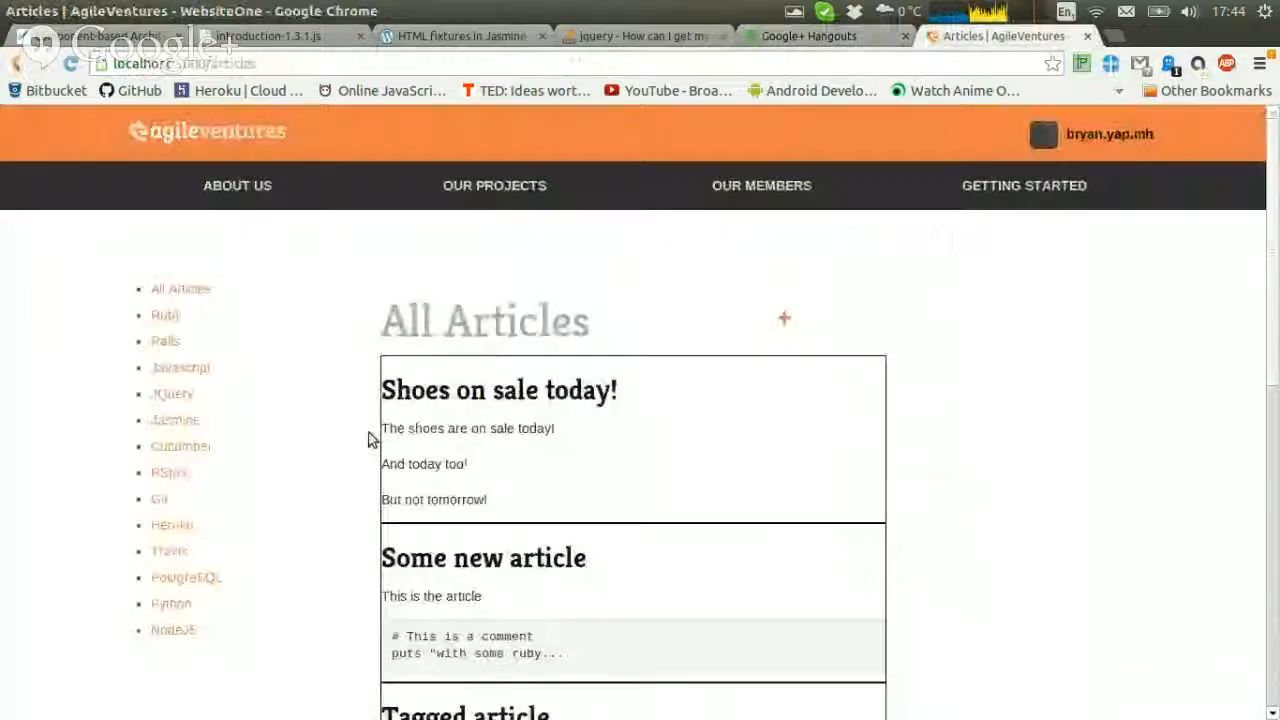 Articles | AgileVentures - WebsiteOne - Google Chrome
0°C
En
17:44
introduction-1.3.1.js
HTML fixtures in Jasmine
jquery - How can I get my
Google+ Hangouts
Articles | AgileVentures
Google+
localhost
/articles
Bitbucket
GitHub
Heroku | Cloud ...
Online JavaScri...
TED: Ideas wort...
YouTube - Broa...
Android Develo...
Watch Anime O...
Other Bookmarks
agileventures
bryan.yap.mh
ABOUT US
OUR PROJECTS
OUR MEMBERS
GETTING STARTED
All Articles
Ruby
Rails
Javascript
JQuery
Jasmine
Cucumber
RSpec
Git
Heroku
Travis
PostgreSQL
Python
NodeJS
All Articles
+
Shoes on sale today!
The shoes are on sale today!
And today too!
But not tomorrow!
Some new article
This is the article
# This is a comment
puts "with some ruby...
Tagged article